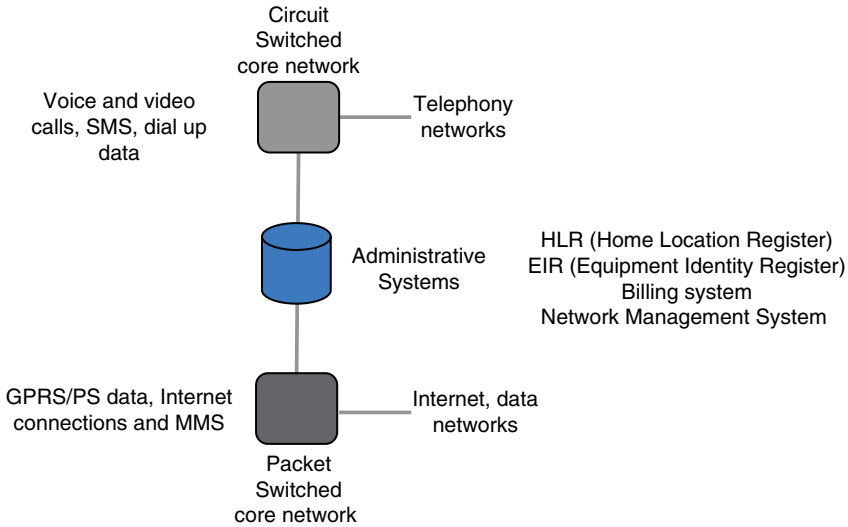 Circuit
Switched
core network
Voice and video
calls, SMS, dial up
data
Telephony
networks
Administrative
Systems
HLR (Home Location Register)
EIR (Equipment Identity Register)
Billing system
Network Management System
GPRS/PS data, Internet
connections and MMS
Internet, data
networks
Packet
Switched
core network